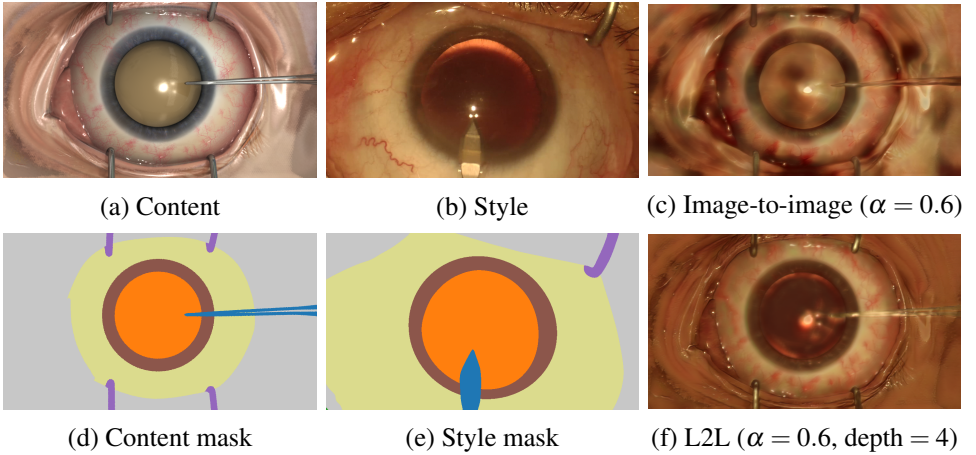 (a) Content
(b) Style
(c) Image-to-image (α = 0.6)
(d) Content mask
(e) Style mask
(f) L2L (α = 0.6, depth = 4)